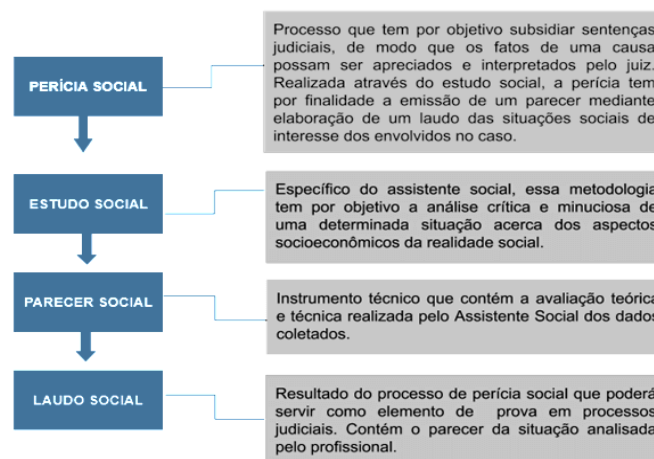 PERÍCIA SOCIAL
Processo que tem por objetivo subsidiar sentenças
judiciais, de modo que os fatos de uma causa
possam ser apreciados e interpretados pelo juiz.
Realizada através do estudo social, a perícia tem
por finalidade a emissão de um parecer mediante
elaboração de um laudo das situações sociais de
interesse dos envolvidos no caso.
ESTUDO SOCIAL
Específico do assistente social, essa metodologia
tem por objetivo a análise crítica e minuciosa de
uma determinada situação acerca dos aspectos
socioeconômicos da realidade social.
PARECER SOCIAL
Instrumento técnico que contém a avaliação teórica
e técnica realizada pelo Assistente Social dos dados
coletados.
LAUDO SOCIAL
Resultado do processo de perícia social que poderá
servir como elemento de prova em processos
judiciais. Contém o parecer da situação analisada
pelo profissional.